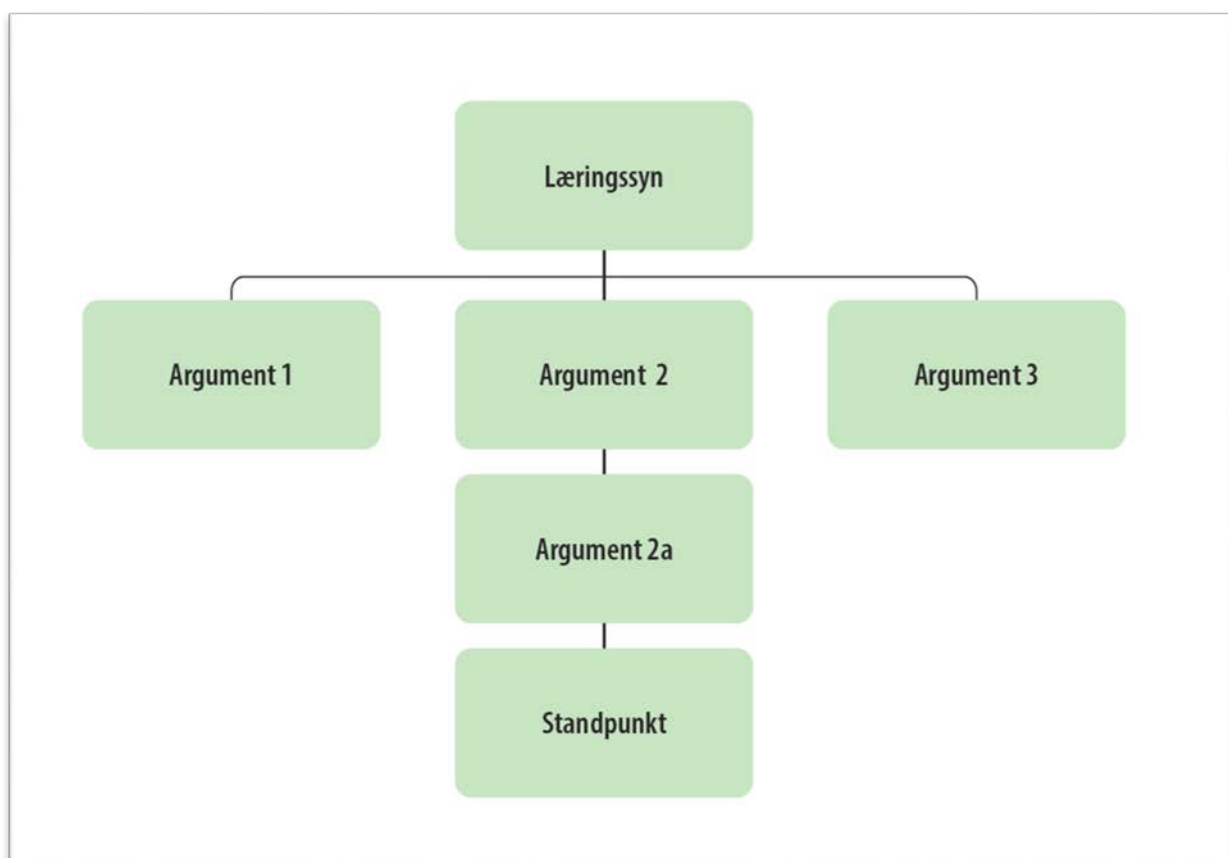 Læringssyn
Argument 1
Argument 2
Argument 3
Argument 2a
Standpunkt